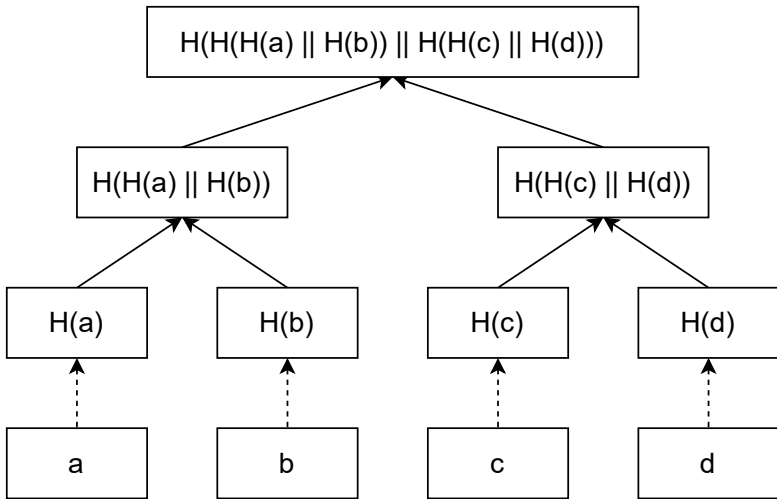 H(H(H(a) || H(b)) || H(H(c) || H(d)))
H(H(a) || H(b))
H(H(c) || H(d))
H(a)
H(b)
H(c)
H(d)
a
b
c
d